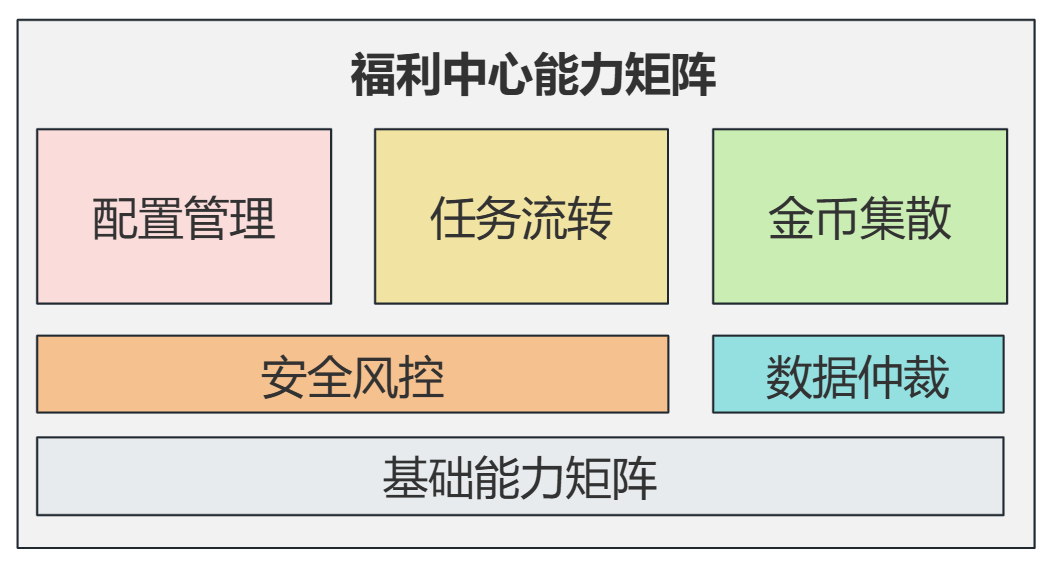 福利中心能力矩阵
配置管理
任务流转
金币集散
安全风控
数据仲裁
基础能力矩阵